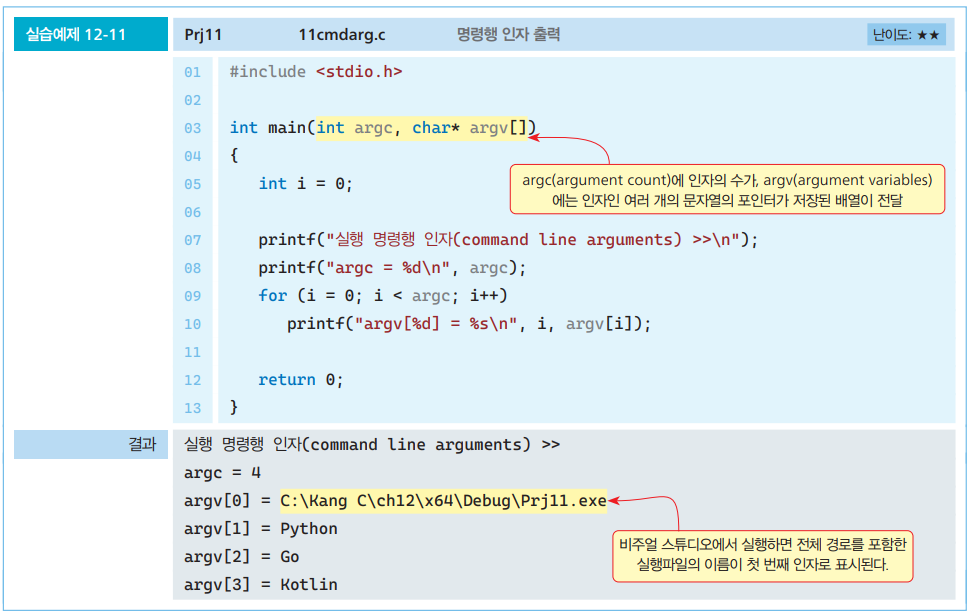 실습예제 12-11 Prj11 11cmdarg.c 명령행 인자 출력 난이도: ★★
01 #include <stdio.h>
02
03 int main(int argc, char* argv[])
04 {
argc(argument count)에 인자의 수가, argv(argument variables)
에는 인자인 여러 개의 문자열의 포인터가 저장된 배열이 전달
05 int i = 0;
06
07 printf("실행 명령행 인자(command line arguments) >>\n");
08 printf("argc = %d\n", argc);
09 for (i = 0; i < argc; i++)
10 printf("argv[%d] = %s\n", i, argv[i]);
11
12 return 0;
13 }
결과 실행 명령행 인자(command line arguments) >>
argc = 4
argv[0] = C:\Kang C\ch12\x64\Debug\Prj11.exe
argv[1] = Python
비주얼 스튜디오에서 실행하면 전체 경로를 포함한
실행파일의 이름이 첫 번째 인자로 표시된다.
argv[2] = Go
argv[3] = Kotlin